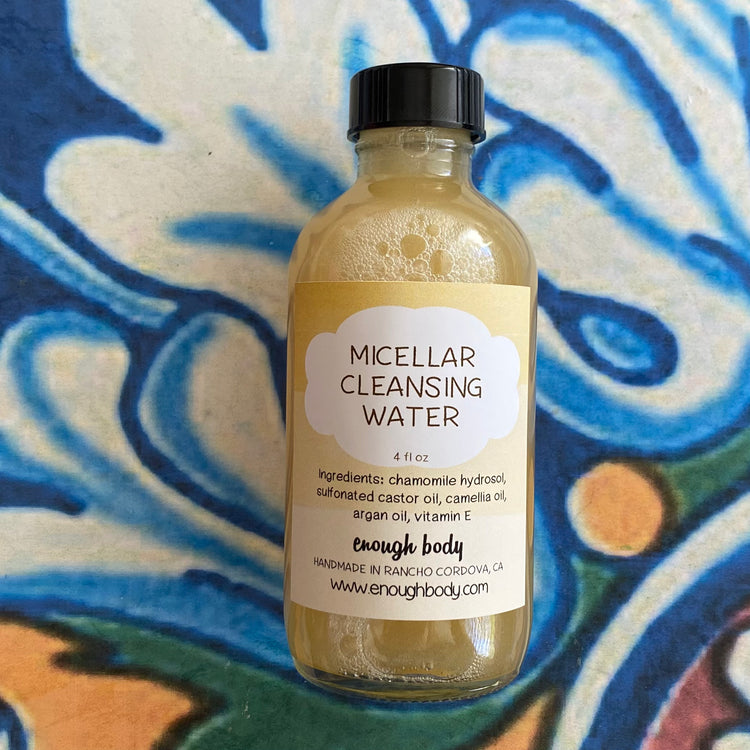 MICELLAR
CLEANSING
WATER
4 fl oz
Ingredients: chamomile hydrosol,
sulfonated castor oil, camellia oil,
argan oil, vitamin E
enough body
HANDMADE IN RANCHO CORDOVA, CA
www.enoughbody.com